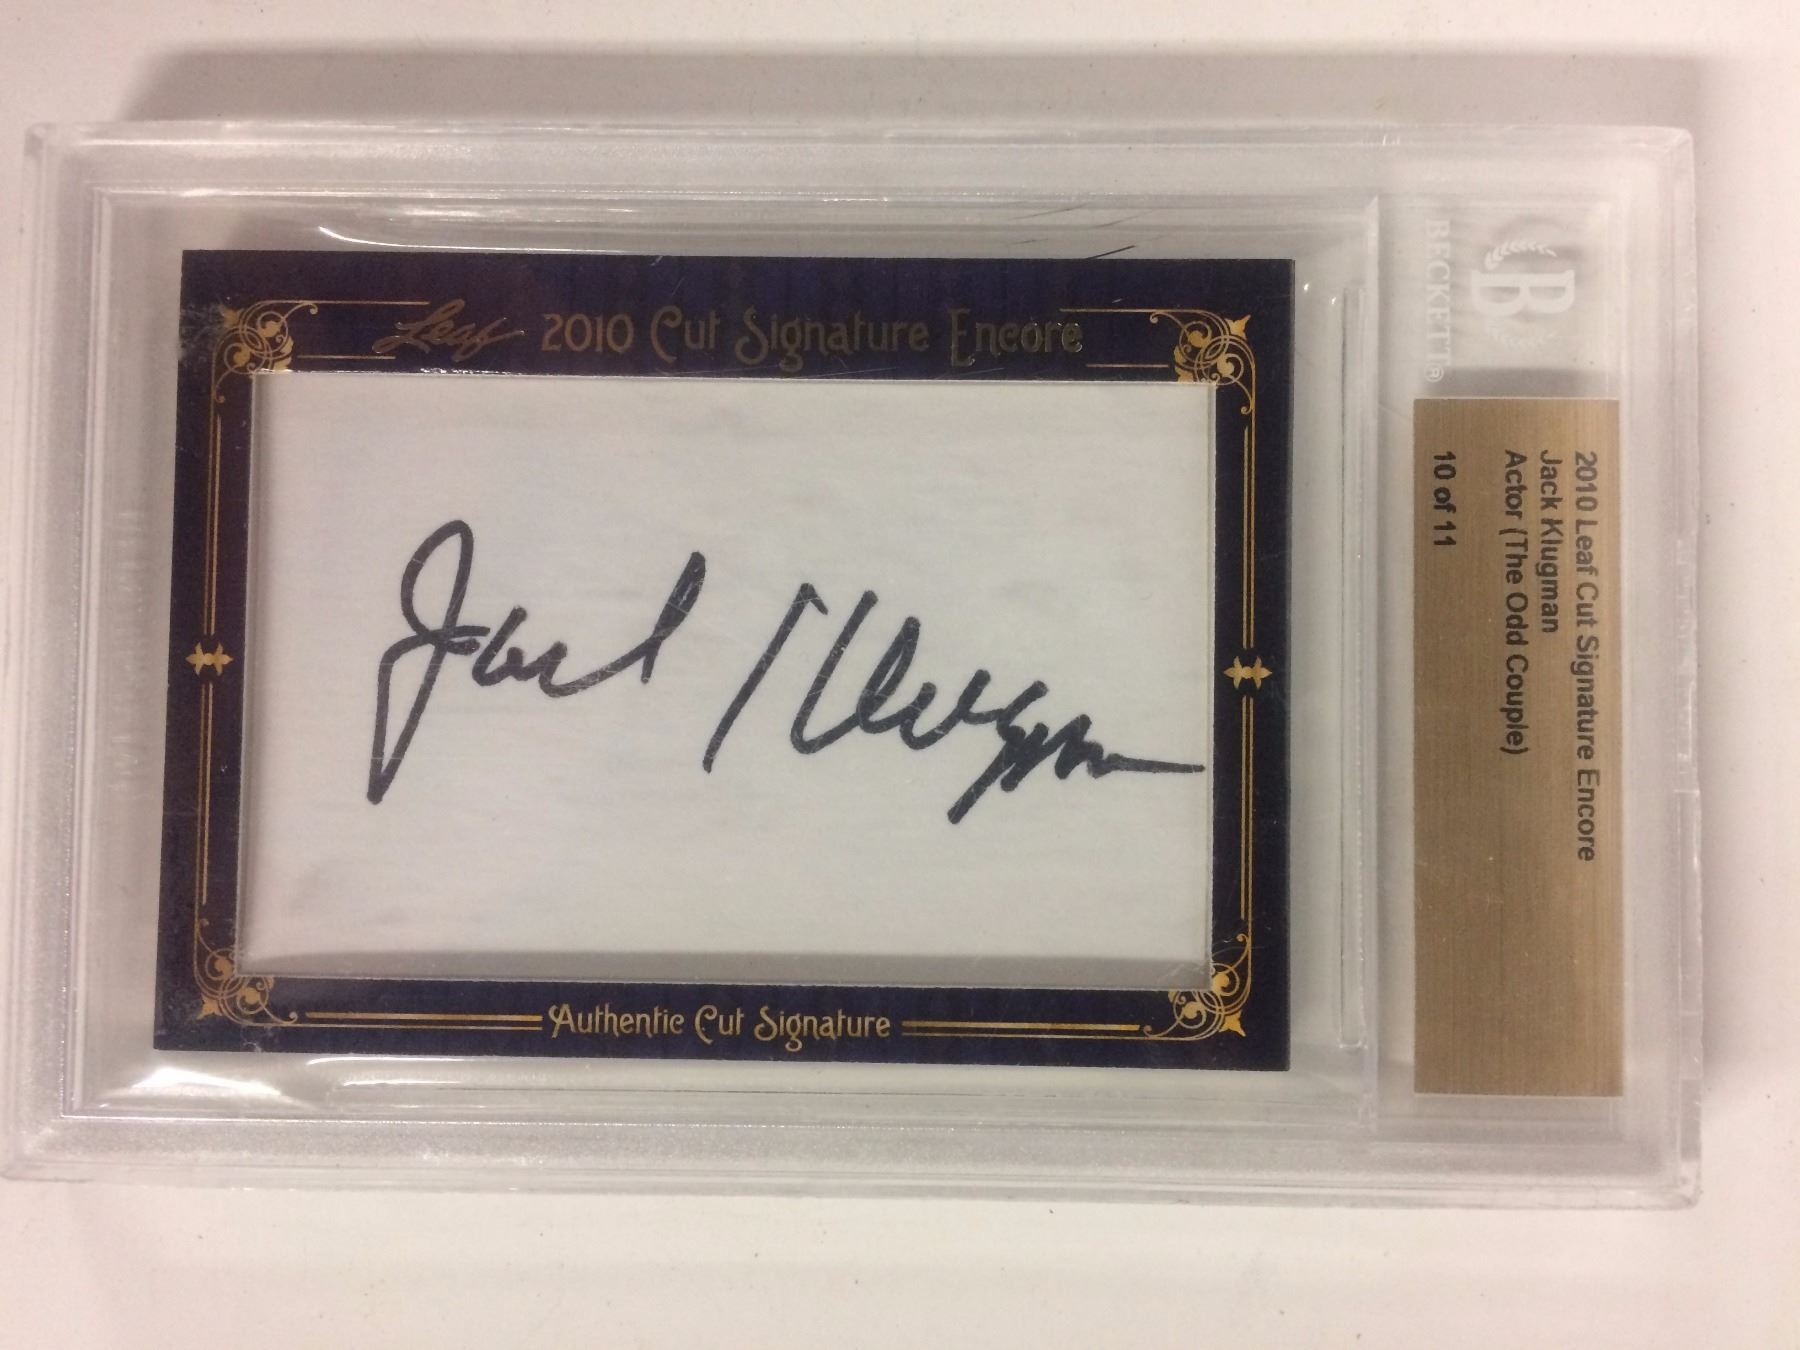 Leaf 2010 Cut Signature Encore
Jack Klugman
Authentic Cut Signature
B
BECKETT®
2010 Leaf Cut Signature Encore
Jack Klugman
Actor (The Odd Couple)
10 of 11